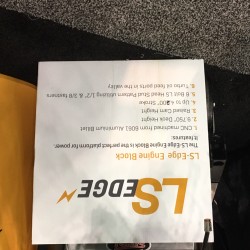 LS EDGE
LS-Edge Engine Block
The LS-Edge Engine Block is the perfect platform for power.
It features:
1. CNC machined from 6061 Aluminum Billet
2. 9.750" Deck Height
3. Raised Cam Height
4. Up to 4.600" Stroke
5. 6 Bolt LS Head Stud Pattern utilizing 1/2" & 3/8 fasteners
6. Turbo oil feed ports in the valley